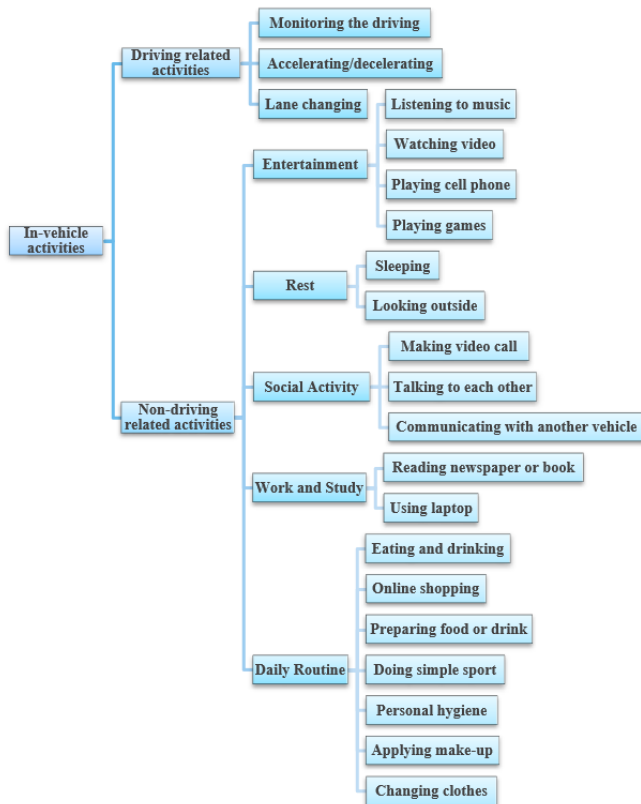 In-vehicle
activities
Driving related
activities
Monitoring the driving
Accelerating/decelerating
Lane changing
Non-driving
related activities
Entertainment
Listening to music
Watching video
Playing cell phone
Playing games
Rest
Sleeping
Looking outside
Social Activity
Making video call
Talking to each other
Communicating with another vehicle
Work and Study
Reading newspaper or book
Using laptop
Daily Routine
Eating and drinking
Online shopping
Preparing food or drink
Doing simple sport
Personal hygiene
Applying make-up
Changing clothes